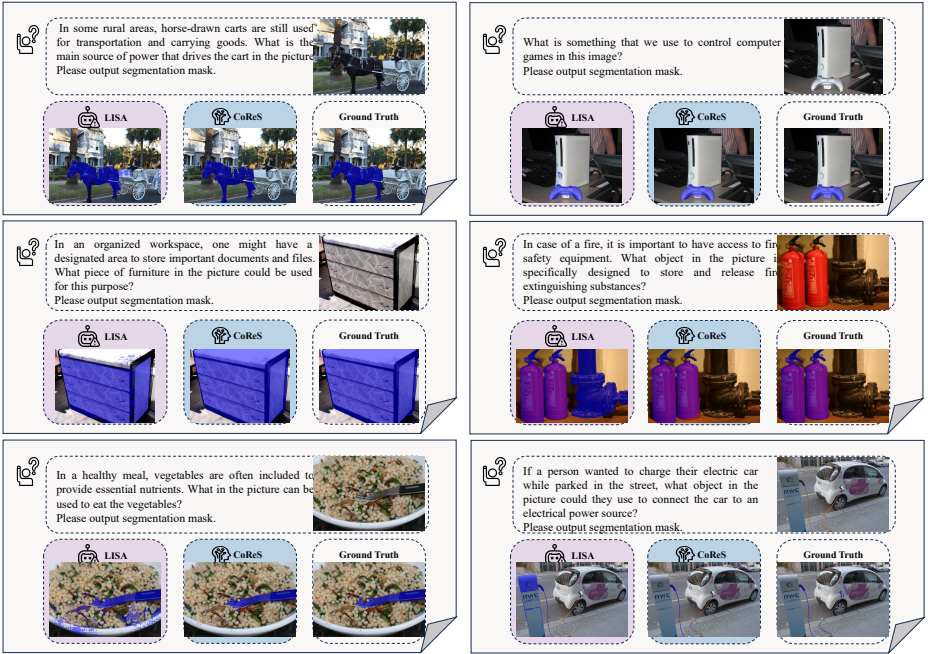 In some rural areas, horse-drawn carts are still used
for transportation and carrying goods. What is the
main source of power that drives the cart in the picture
Please output segmentation mask.
LISA
CoReS
Ground Truth
What is something that we use to control computer
games in this image?
Please output segmentation mask.
LISA
CoReS
Ground Truth
In an organized workspace, one might have a
designated area to store important documents and files.
What piece of furniture in the picture could be used
for this purpose?
Please output segmentation mask.
LISA
CoReS
Ground Truth
In case of a fire, it is important to have access to fire
safety equipment. What object in the picture i
specifically designed to store and release fire
extinguishing substances?
Please output segmentation mask.
LISA
CoReS
Ground Truth
In a healthy meal, vegetables are often included to
provide essential nutrients. What in the picture can be
used to eat the vegetables?
Please output segmentation mask.
LISA
CoReS
Ground Truth
If a person wanted to charge their electric car
while parked in the street, what object in the
picture could they use to connect the car to an
electrical power source?
Please output segmentation mask.
RWE
LISA
CoReS
Ground Truth
RWE
RWE
RWE